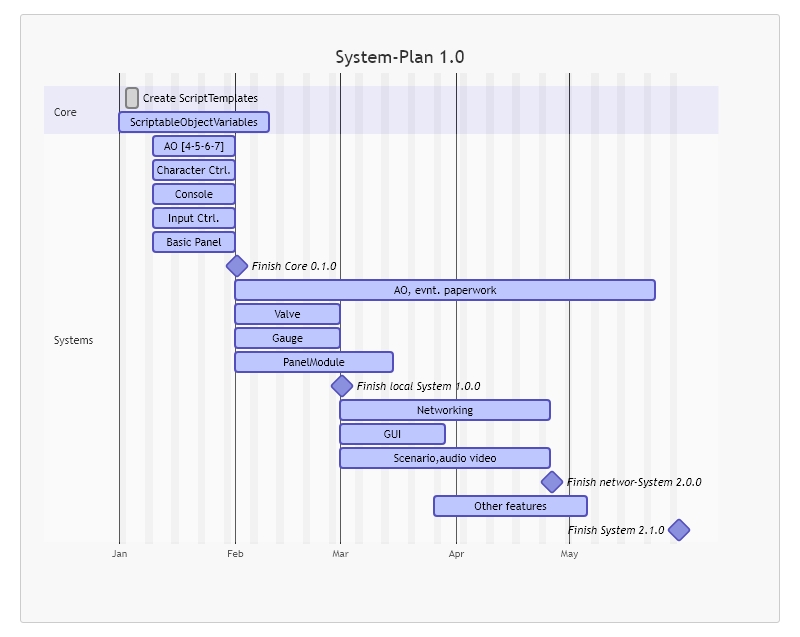 System-Plan 1.0
Create ScriptTemplates
Core
ScriptableObjectVariables
AO [4-5-6-7]
Character Ctrl.
Console
Input Ctrl.
Basic Panel
Finish Core 0.1.0
AO, evnt. paperwork
Valve
Gauge
Systems
PanelModule
Finish local System 1.0.0
Networking
GUI
Scenario,audio video
Finish networ-System 2.0.0
Other features
Finish System 2.1.0
Jan Feb Mar Apr May